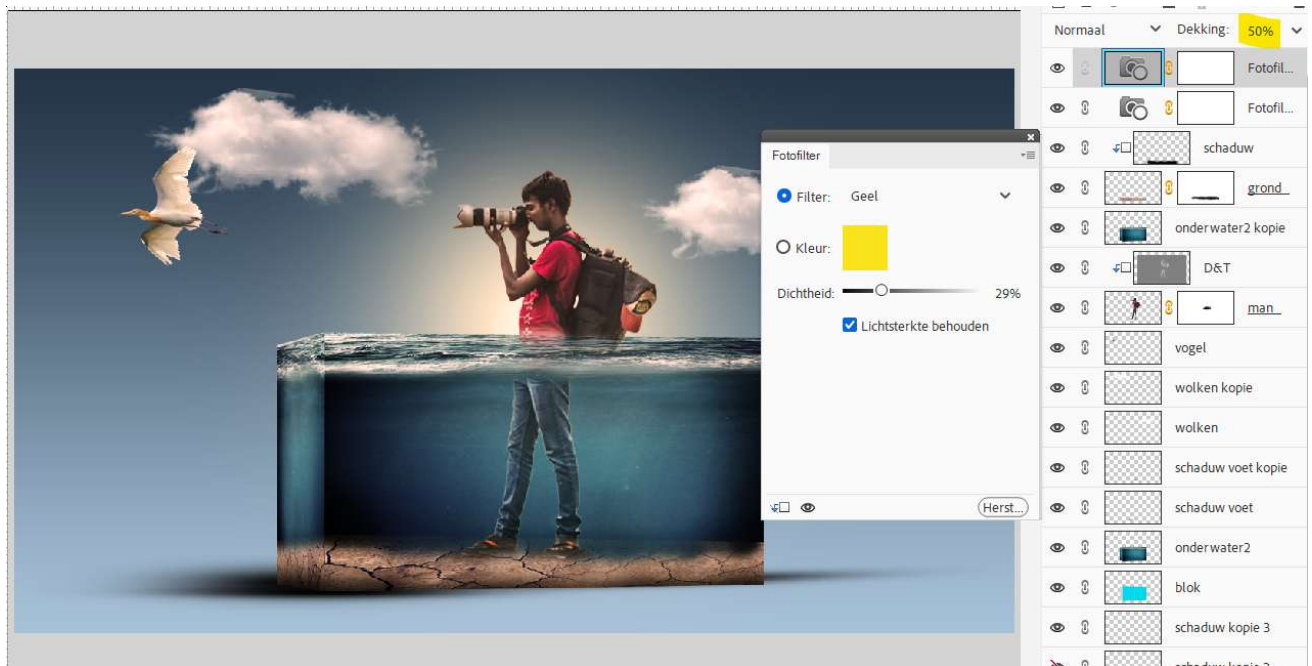 Normaal
Dekking: 50%
Fotofil...
Fotofil...
schaduw
grond
onderwater2 kopie
D&T
man
vogel
wolken kopie
wolken
schaduw voet kopie
schaduw voet
onderwater2
blok
schaduw kopie 3
Fotofilter
Filter: Geel
Kleur:
Dichtheid: 29%
Lichtsterkte behouden
Herst...